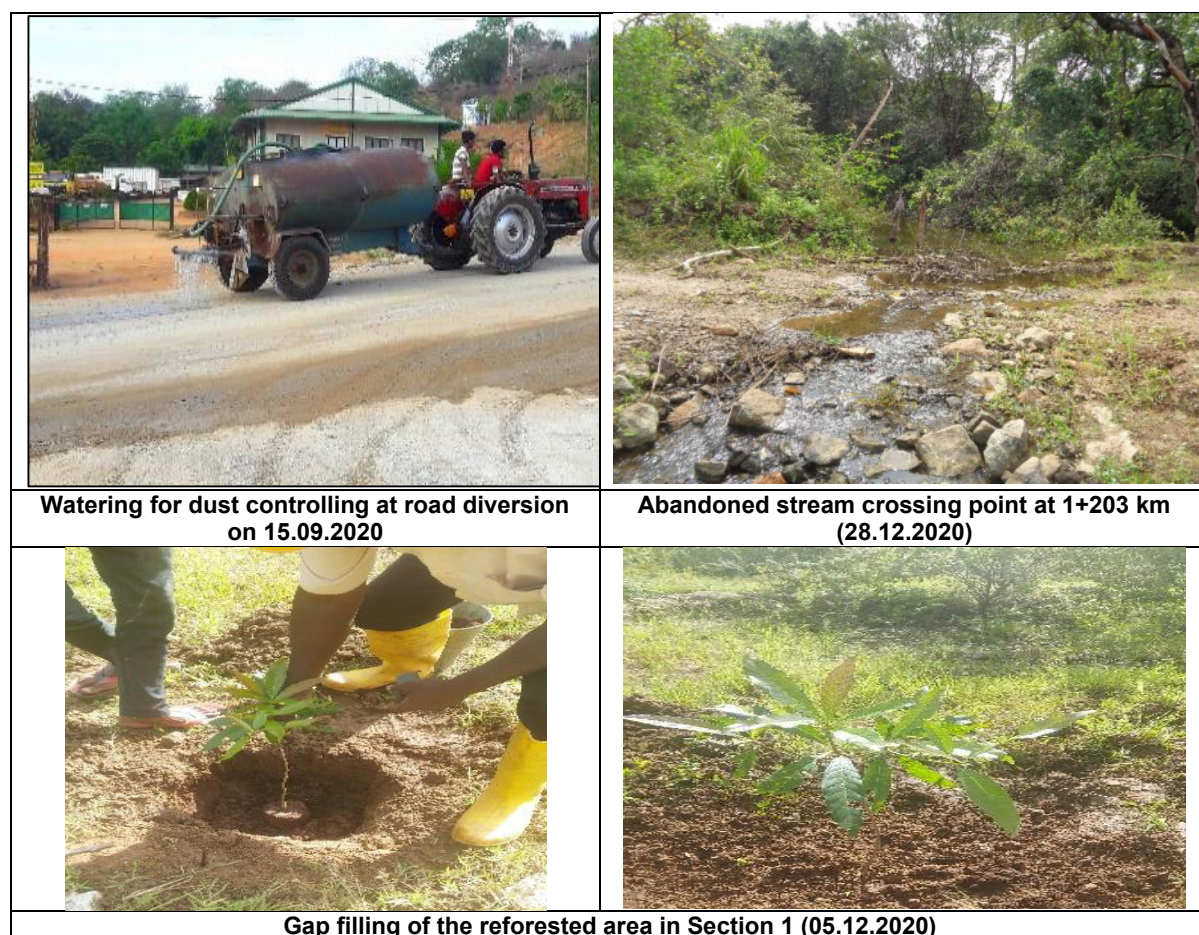 Watering for dust controlling at road diversion
on 15.09.2020
Abandoned stream crossing point at 1+203 km
(28.12.2020)
Gap filling of the reforested area in Section 1 (05.12.2020)